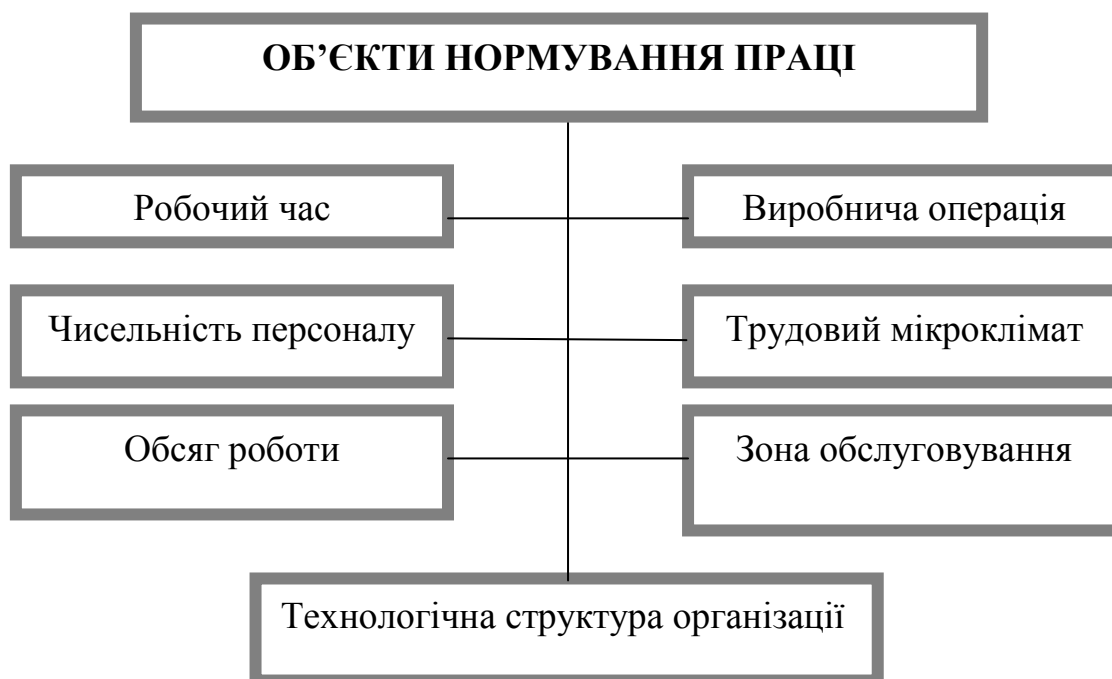 ОБ’ЄКТИ НОРМУВАННЯ ПРАЦІ
Робочий час
Виробнича операція
Чисельність персоналу
Трудовий мікроклімат
Обсяг роботи
Зона обслуговування
Технологічна структура організації